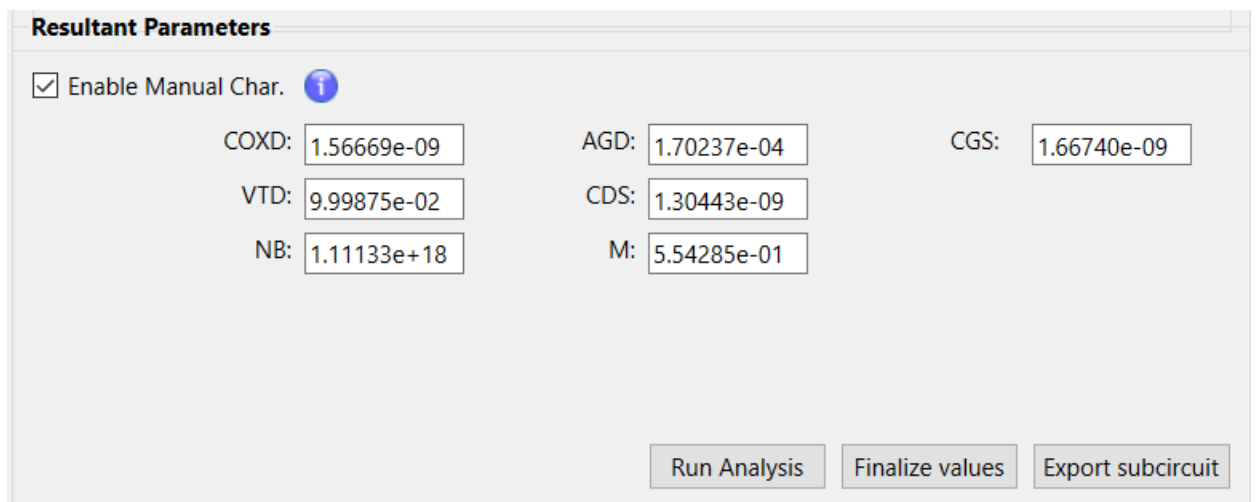 Resultant Parameters
Enable Manual Char. i
COXD: 1.56669e-09 AGD: 1.70237e-04 CGS: 1.66740e-09
VTD: 9.99875e-02 CDS: 1.30443e-09
NB: 1.11133e+18 M: 5.54285e-01
Run Analysis Finalize values Export subcircuit